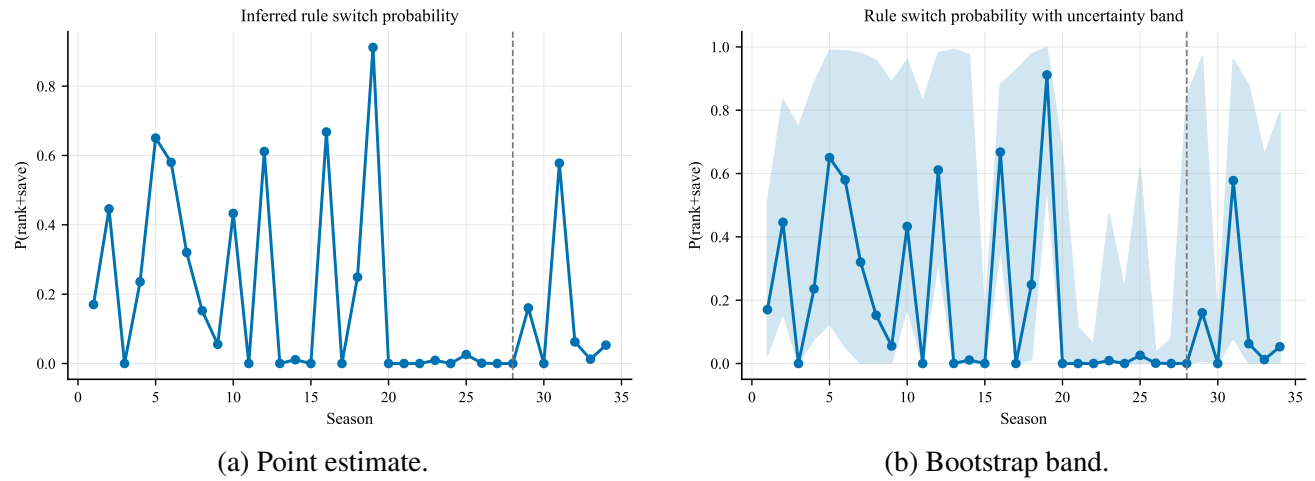 Inferred rule switch probability
P(rank+save)
0.8
0.6
0.4
0.2
0.0
0 5 10 15 20 25 30 35
Season
(a) Point estimate.
Rule switch probability with uncertainty band
P(rank+save)
1.0
0.8
0.6
0.4
0.2
0.0
0 5 10 15 20 25 30 35
Season
(b) Bootstrap band.